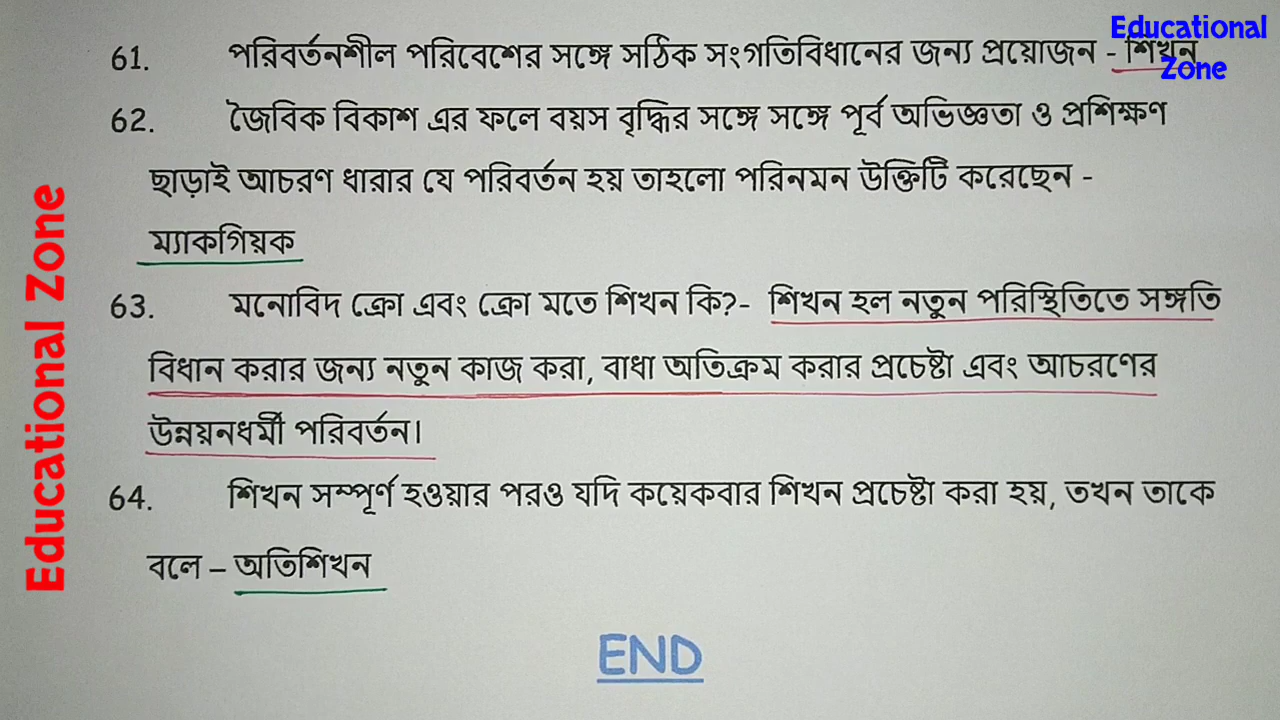 Educational
Zone
Educational Zone
61. পরিবর্তনশীল পরিবেশের সঙ্গে সঠিক সংগতিবিধানের জন্য প্রয়োজন - শিখন
62. জৈবিক বিকাশ এর ফলে বয়স বৃদ্ধির সঙ্গে সঙ্গে পূর্ব অভিজ্ঞতা ও প্রশিক্ষণ
ছাড়াই আচরণ ধারার যে পরিবর্তন হয় তাহলো পরিনমন উক্তিটি করেছেন -
ম্যাকগিয়ক
63. মনোবিদ ক্রো এবং ক্রো মতে শিখন কি?- শিখন হল নতুন পরিস্থিতিতে সঙ্গতি
বিধান করার জন্য নতুন কাজ করা, বাধা অতিক্রম করার প্রচেষ্টা এবং আচরণের
উন্নয়নধর্মী পরিবর্তন।
64. শিখন সম্পূর্ণ হওয়ার পরও যদি কয়েকবার শিখন প্রচেষ্টা করা হয়, তখন তাকে
বলে – অতিশিখন
END